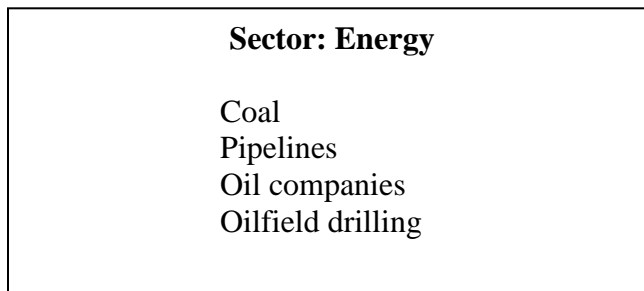 Sector: Energy
Coal
Pipelines
Oil companies
Oilfield drilling